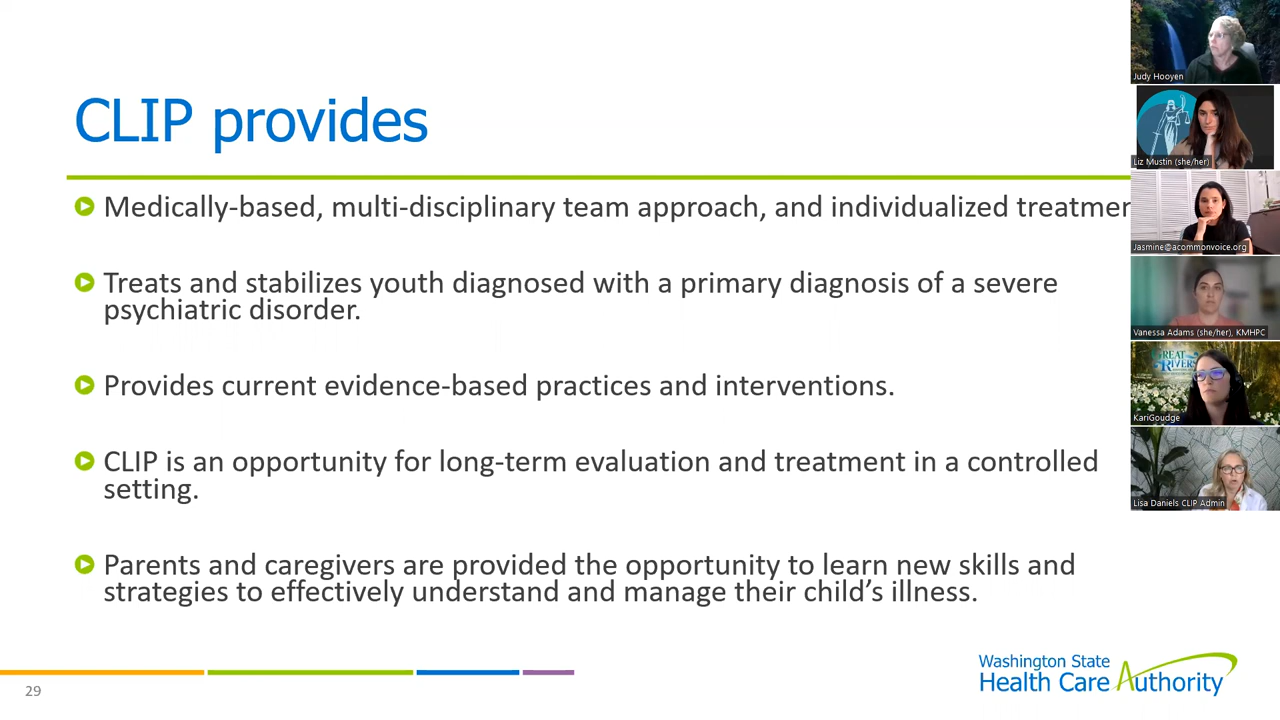 CLIP provides
Medically-based, multi-disciplinary team approach, and individualized
Treats and stabilizes youth diagnosed with a primary diagnosis of a severe
psychiatric disorder.
Provides current evidence-based practices and interventions.
CLIP is an opportunity for long-term evaluation and treatment in a controlled
setting.
Parents and caregivers are provided the opportunity to learn new skills and
strategies to effectively understand and manage their child's illness.
29
Washington State
Health Care Authority
Judy Hooyen
Liz Mustin (she/her)
Jasmine@acommonvoice.org
Vanessa Adams (she/her), KMHPC
GREAT
RIVERS
KariGoudge
Lisa Daniels CLIP Admin